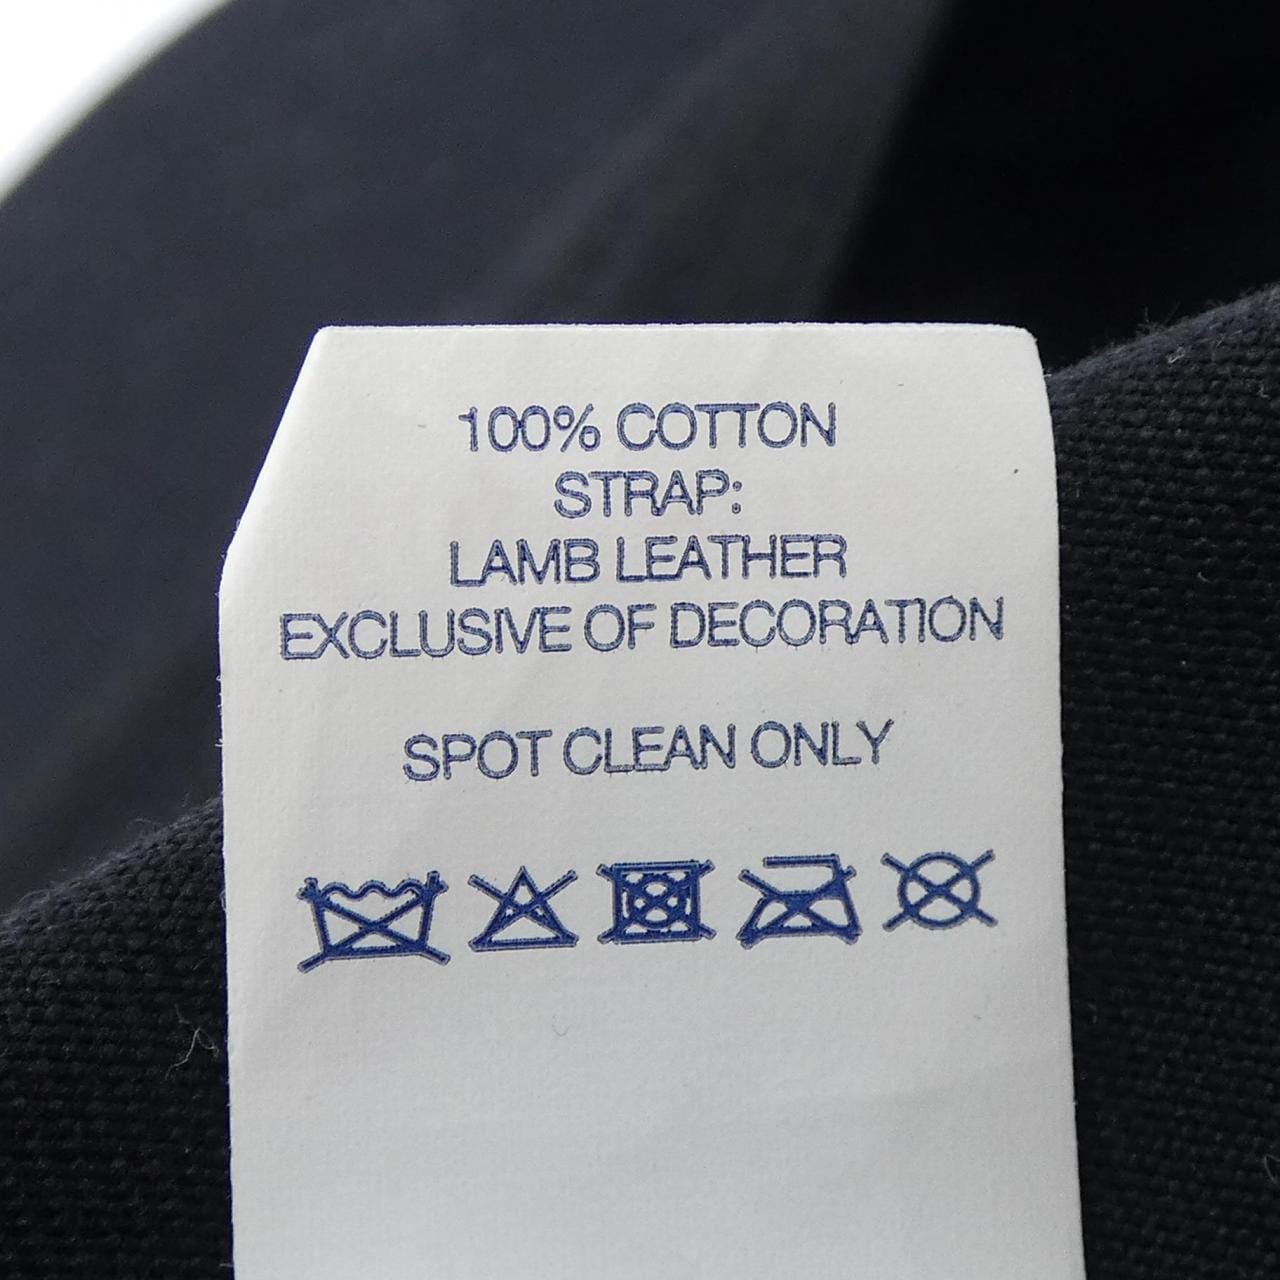 100% COTTON
STRAP:
LAMB LEATHER
EXCLUSIVE OF DECORATION
SPOT CLEAN ONLY